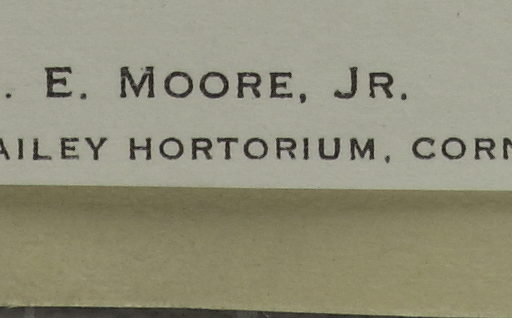 . E. MOORE, JR.
AILEY HORTORIUM, CORN